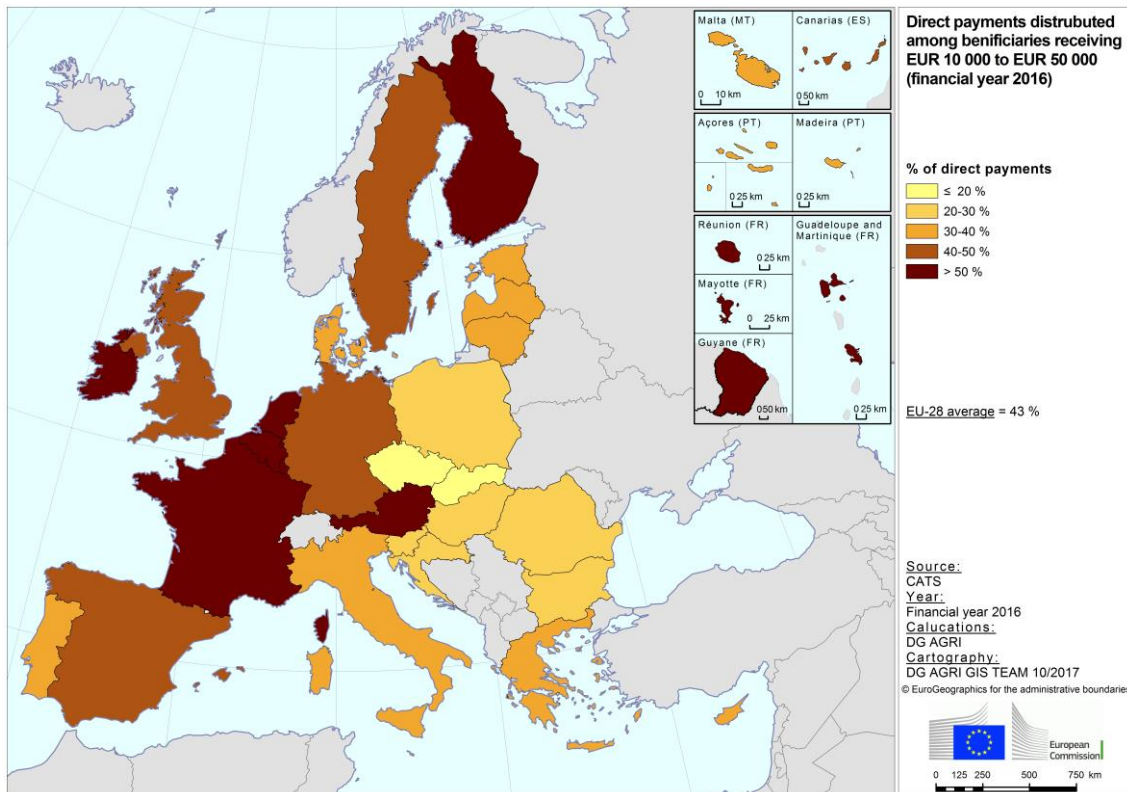 Malta (MT)
0 10 km
Canarias (ES)
0 50 km
Açores (PT)
0 25 km
Madeira (PT)
0 25 km
Réunion (FR)
0 25 km
Guadeloupe and
Martinique (FR)
Mayotte (FR)
0 25 km
Guyane (FR)
0 50 km
0 25 km
Direct payments distrubuted
among benificiaries receiving
EUR 10 000 to EUR 50 000
(financial year 2016)
% of direct payments
≤ 20 %
20-30 %
30-40 %
40-50 %
> 50 %
EU-28 average = 43 %
Source:
CATS
Year:
Financial year 2016
Calucations:
DG AGRI
Cartography:
DG AGRI GIS TEAM 10/2017
© EuroGeographics for the administrative boundaries
European
Commission
0 125 250 500 750 km